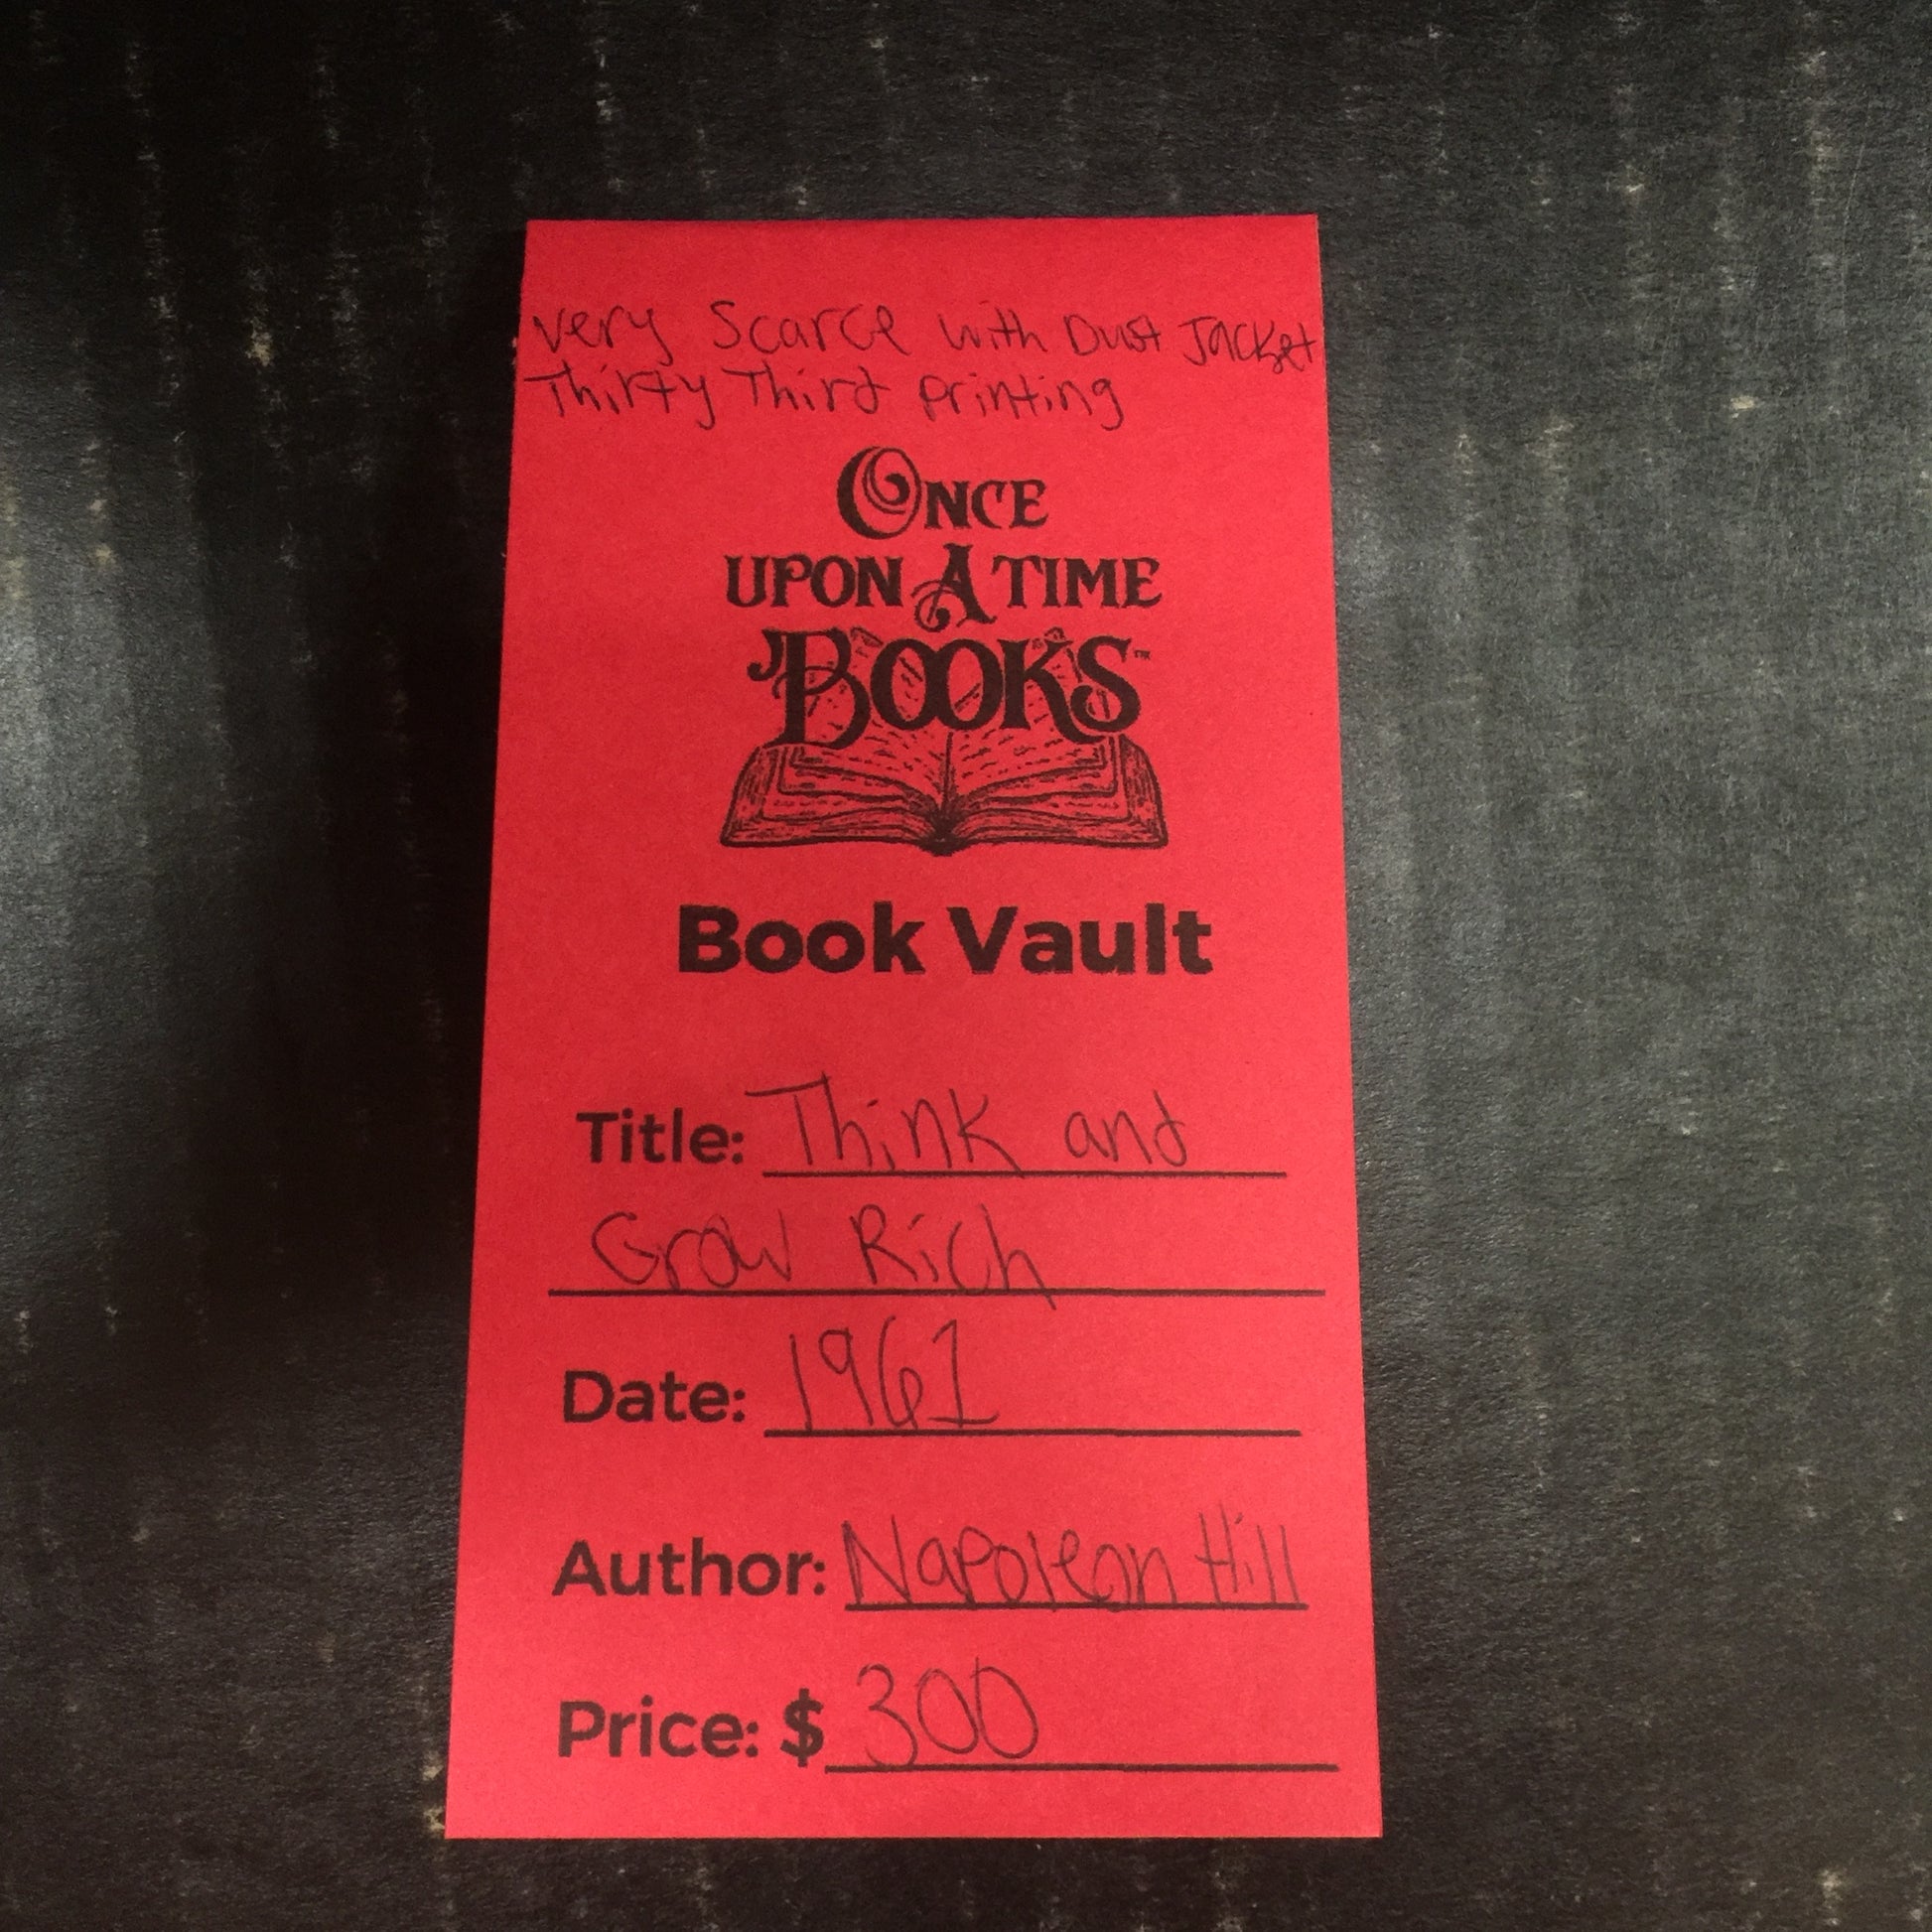 very Scarce with Dust Jacket
Thirty Third printing
ONCE
UPON A TIME
BOOKS™
Book Vault
Title: Think and
Grow Rich
Date: 1961
Author: Napoleon Hill
Price: $ 300